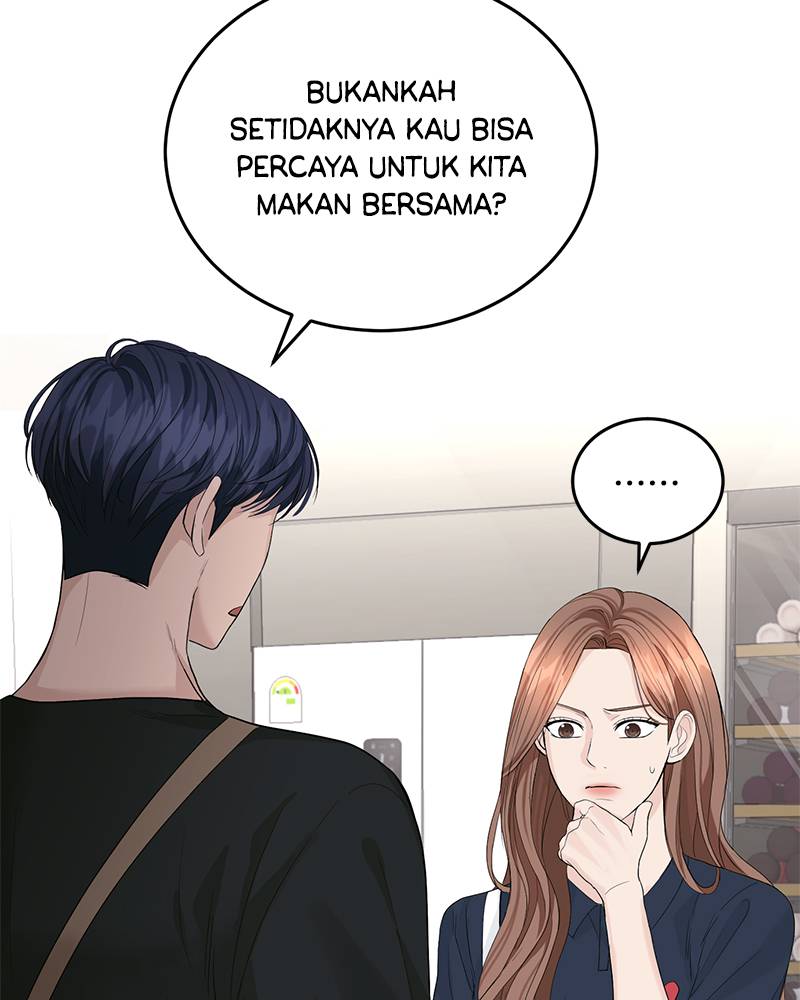 BUKANKAH
SETIDAKNYA KAU BISA
PERCAYA UNTUK KITA
MAKAN BERSAMA?
......